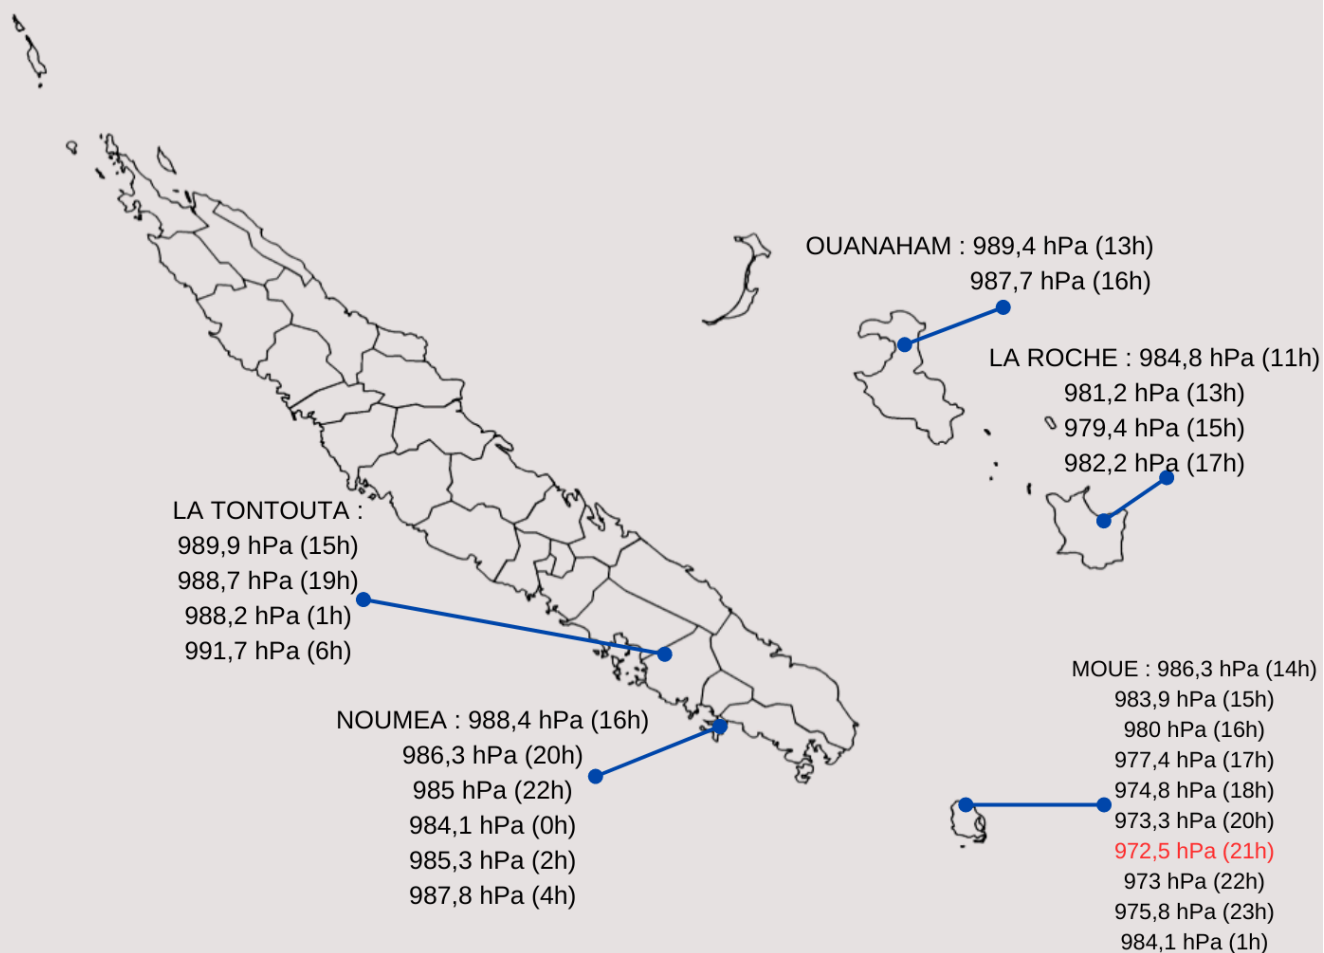 OUANAHAM : 989,4 hPa (13h)
987,7 hPa (16h)
LA ROCHE : 984,8 hPa (11h)
981,2 hPa (13h)
979,4 hPa (15h)
982,2 hPa (17h)
LA TONTOUTA :
989,9 hPa (15h)
988,7 hPa (19h)
988,2 hPa (1h)
991,7 hPa (6h)
NOUMEA : 988,4 hPa (16h)
986,3 hPa (20h)
985 hPa (22h)
984,1 hPa (0h)
985,3 hPa (2h)
987,8 hPa (4h)
MOUE : 986,3 hPa (14h)
983,9 hPa (15h)
980 hPa (16h)
977,4 hPa (17h)
974,8 hPa (18h)
973,3 hPa (20h)
972,5 hPa (21h)
973 hPa (22h)
975,8 hPa (23h)
984,1 hPa (1h)